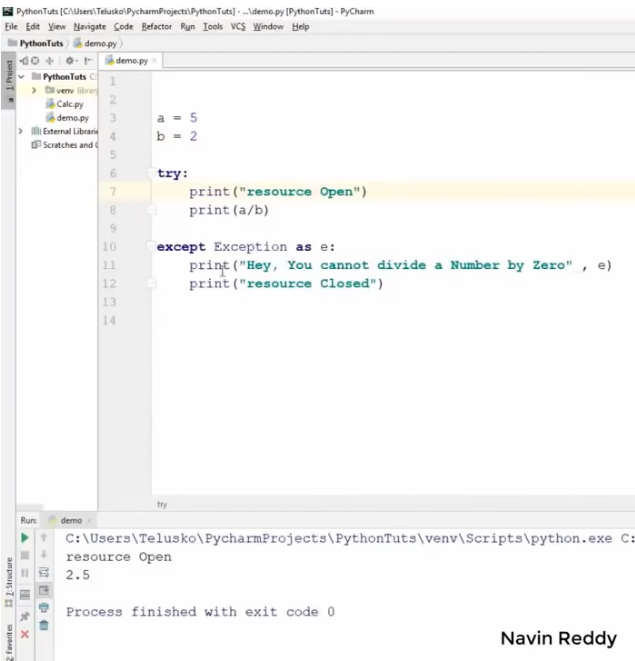 PythonTuts [C:\Users\Telusko\PycharmProjects\PythonTuts] - ...\demo.py [PythonTuts] - PyCharm
File Edit View Navigate Code Refactor Run Tools VCS Window Help
PythonTuts demo.py
1: Project
demo.py
PythonTuts
venv
Calc.py
demo.py
External
Scratches and
1
2
3 a = 5
4 b = 2
5
6 try:
7 print("resource Open")
8 print(a/b)
9
10 except Exception as e:
11 print("Hey, You cannot divide a Number by Zero" , e)
12 print("resource Closed")
13
14
try
Run: demo
C:\Users\Telusko\PycharmProjects\PythonTuts\venv\Scripts\python.exe C:
resource Open
2.5
Process finished with exit code 0
Z: Structure
2: Favorites
Navin Reddy